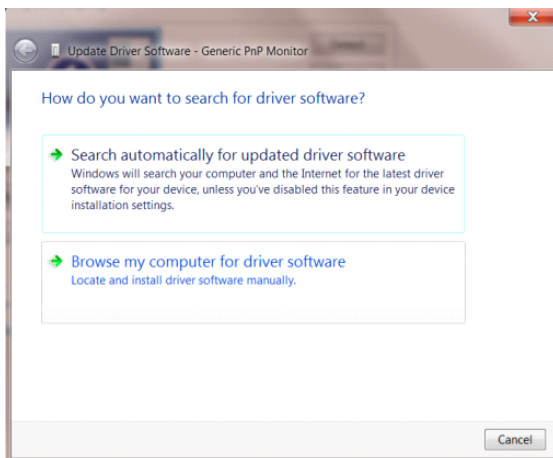 Update Driver Software - Generic PnP Monitor
How do you want to search for driver software?
Search automatically for updated driver software
Windows will search your computer and the Internet for the latest driver
software for your device, unless you've disabled this feature in your device
installation settings.
Browse my computer for driver software
Locate and install driver software manually.
Cancel